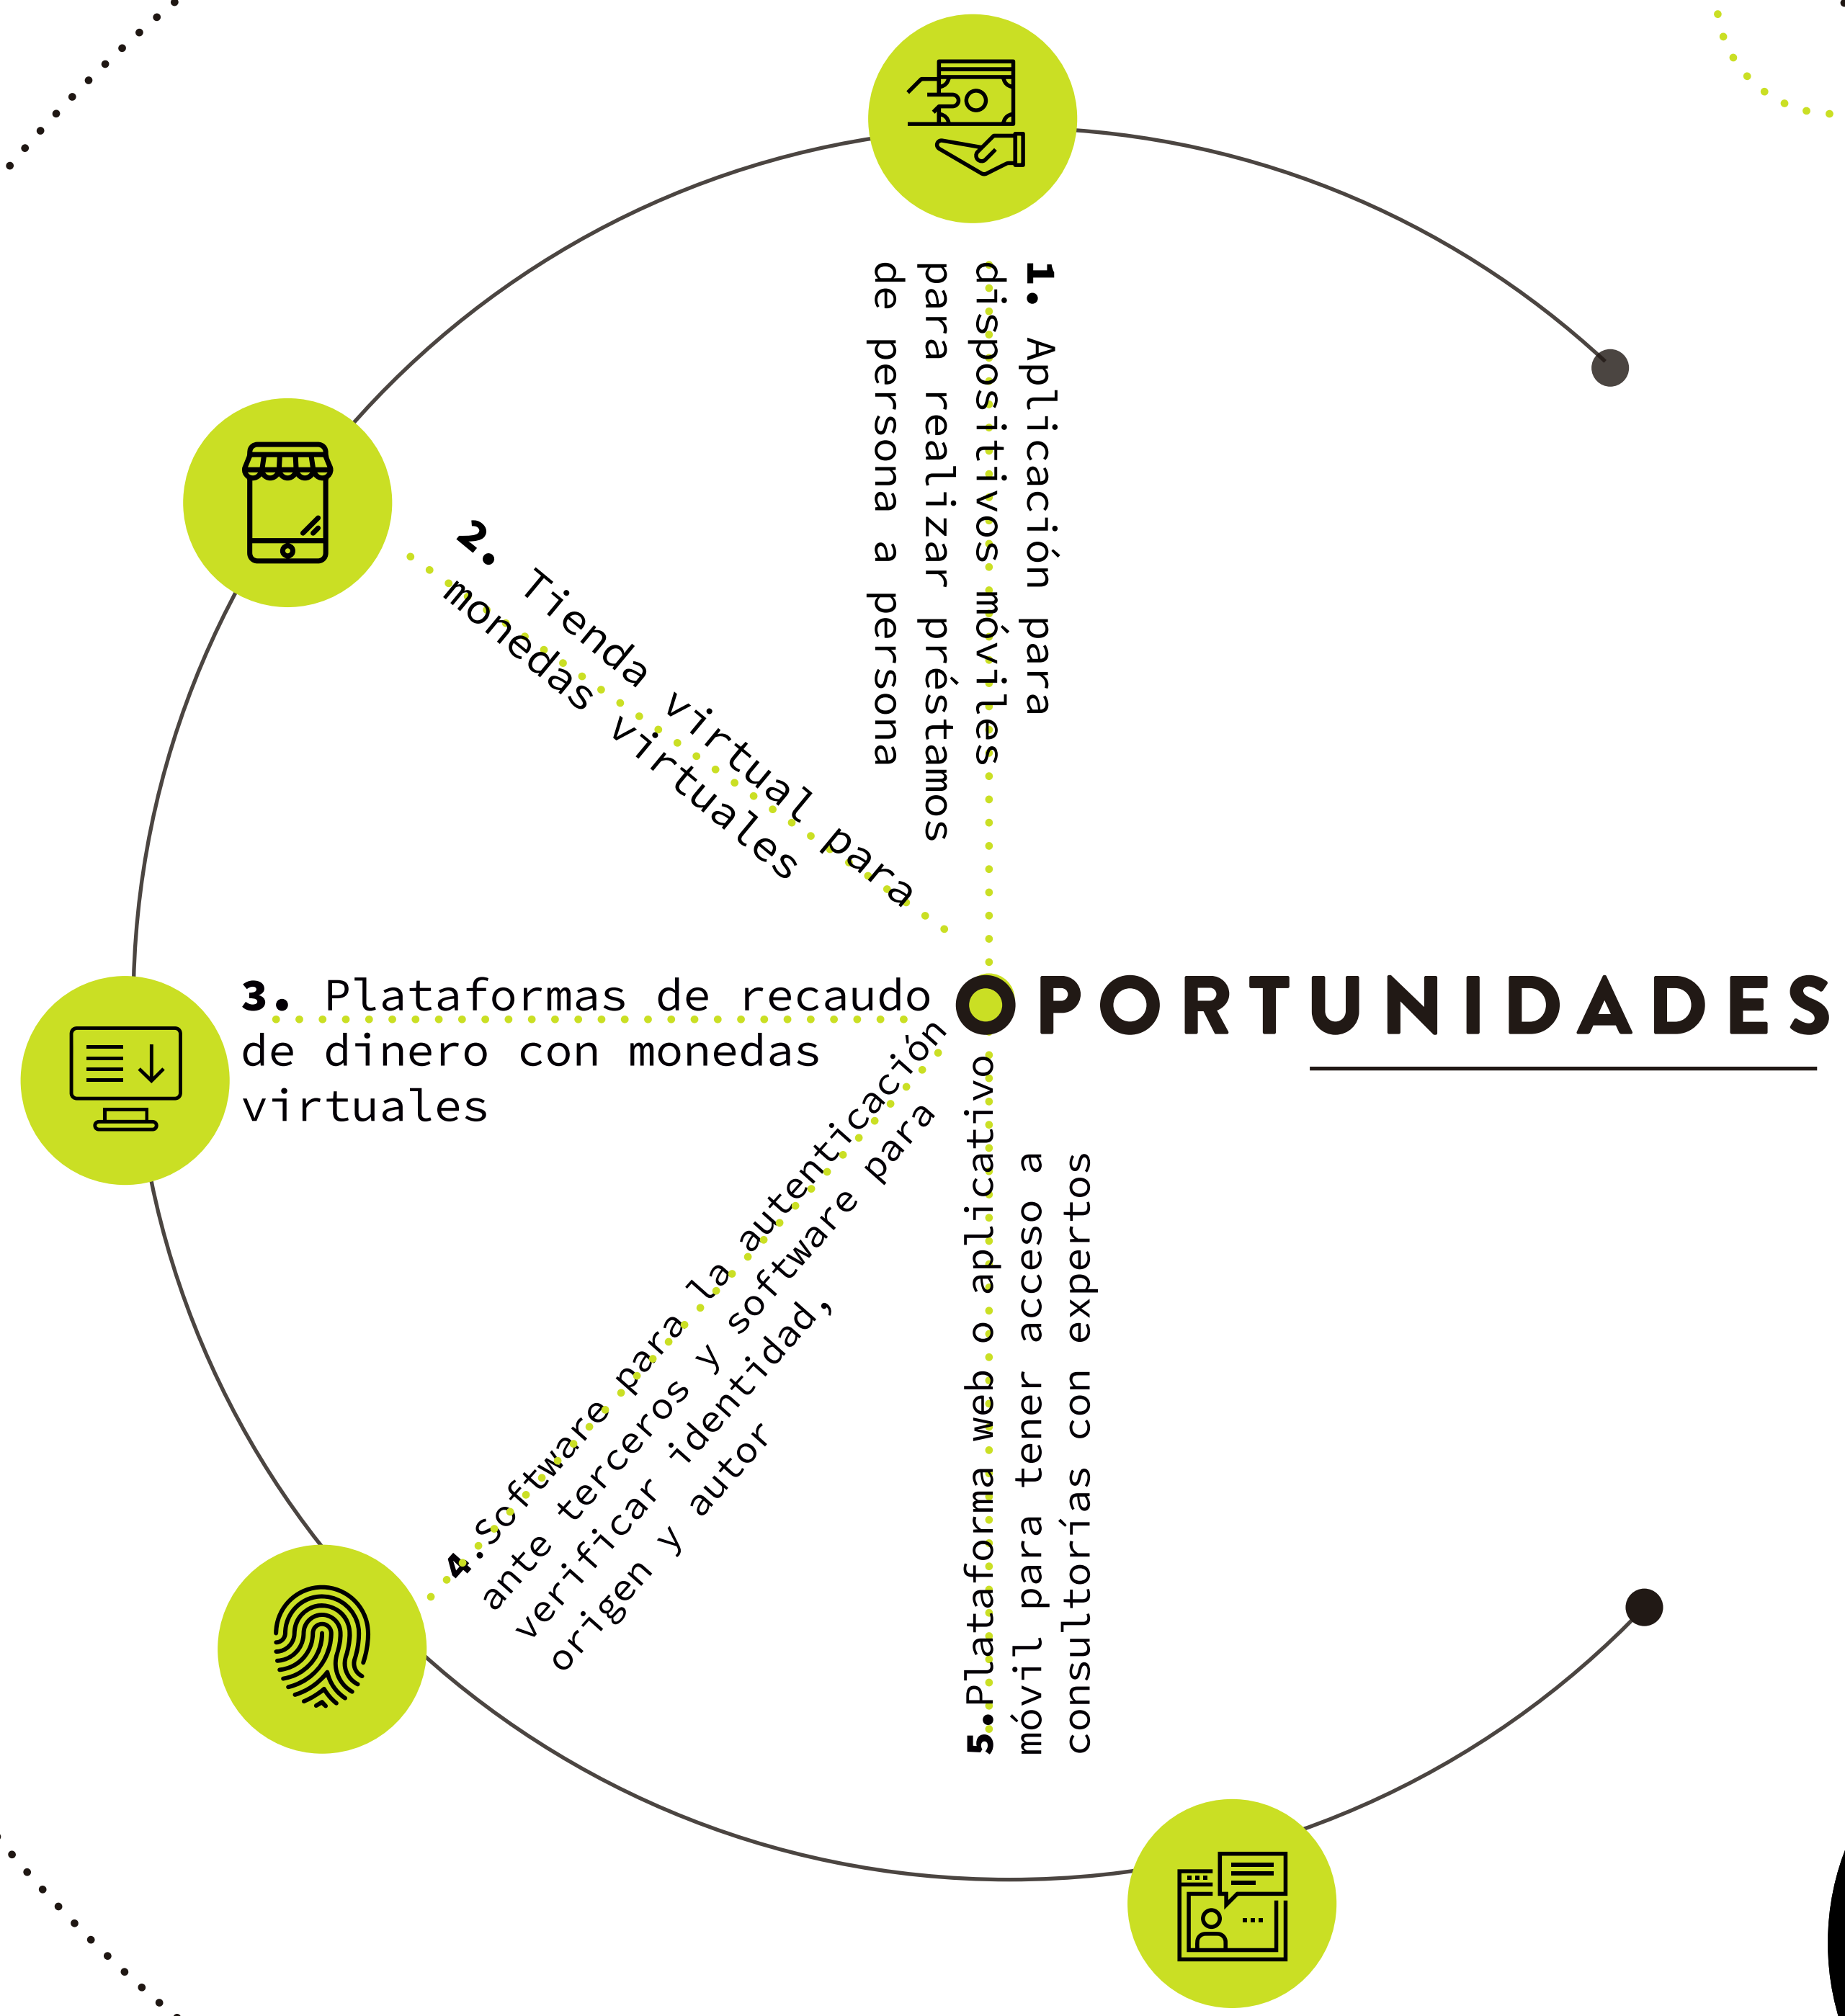 1. Aplicación para
dispositivos móviles
para realizar préstamos
de persona a persona
2. Tienda virtual para
monedas virtuales
3. Plataformas de recaudo
de dinero con monedas
virtuales
OPORTUNIDADES
4.Software para la autenticación
ante terceros y software para
verificar identidad,
origen y autor
5.Plataforma web o aplicativo
móvil para tener acceso a
consultorías con expertos